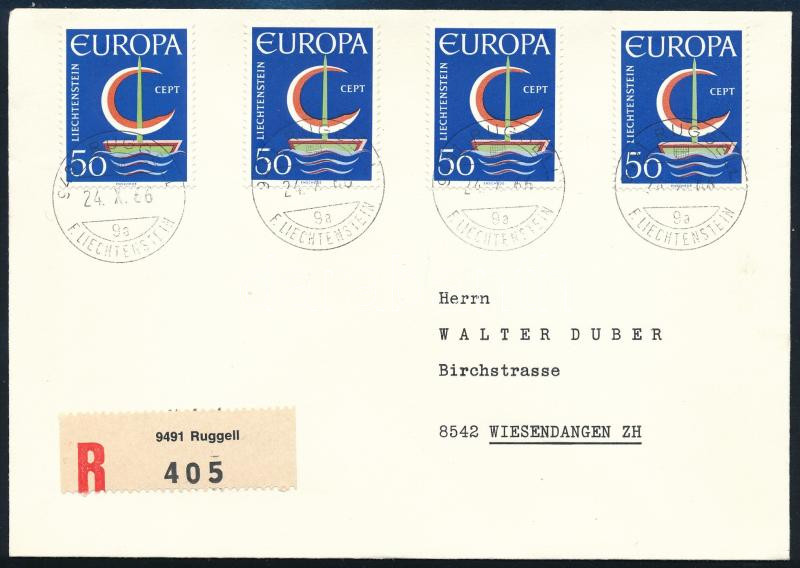 EUROPA
CEPT
LIECHTENSTEIN
50
EUROPA
CEPT
LIECHTENSTEIN
50
EUROPA
CEPT
LIECHTENSTEIN
50
EUROPA
CEPT
LIECHTENSTEIN
50
24. X. 66
9a
F. LIECHTENSTEIN
9a
F. LIECHTENSTEIN
9a
F. LIECHTENSTEIN
9a
F. LIECHTENSTEIN
Herrn
WALTER DUBER
Birchstrasse
8542 WIESENDANGEN ZH
9491 Ruggell
R 405